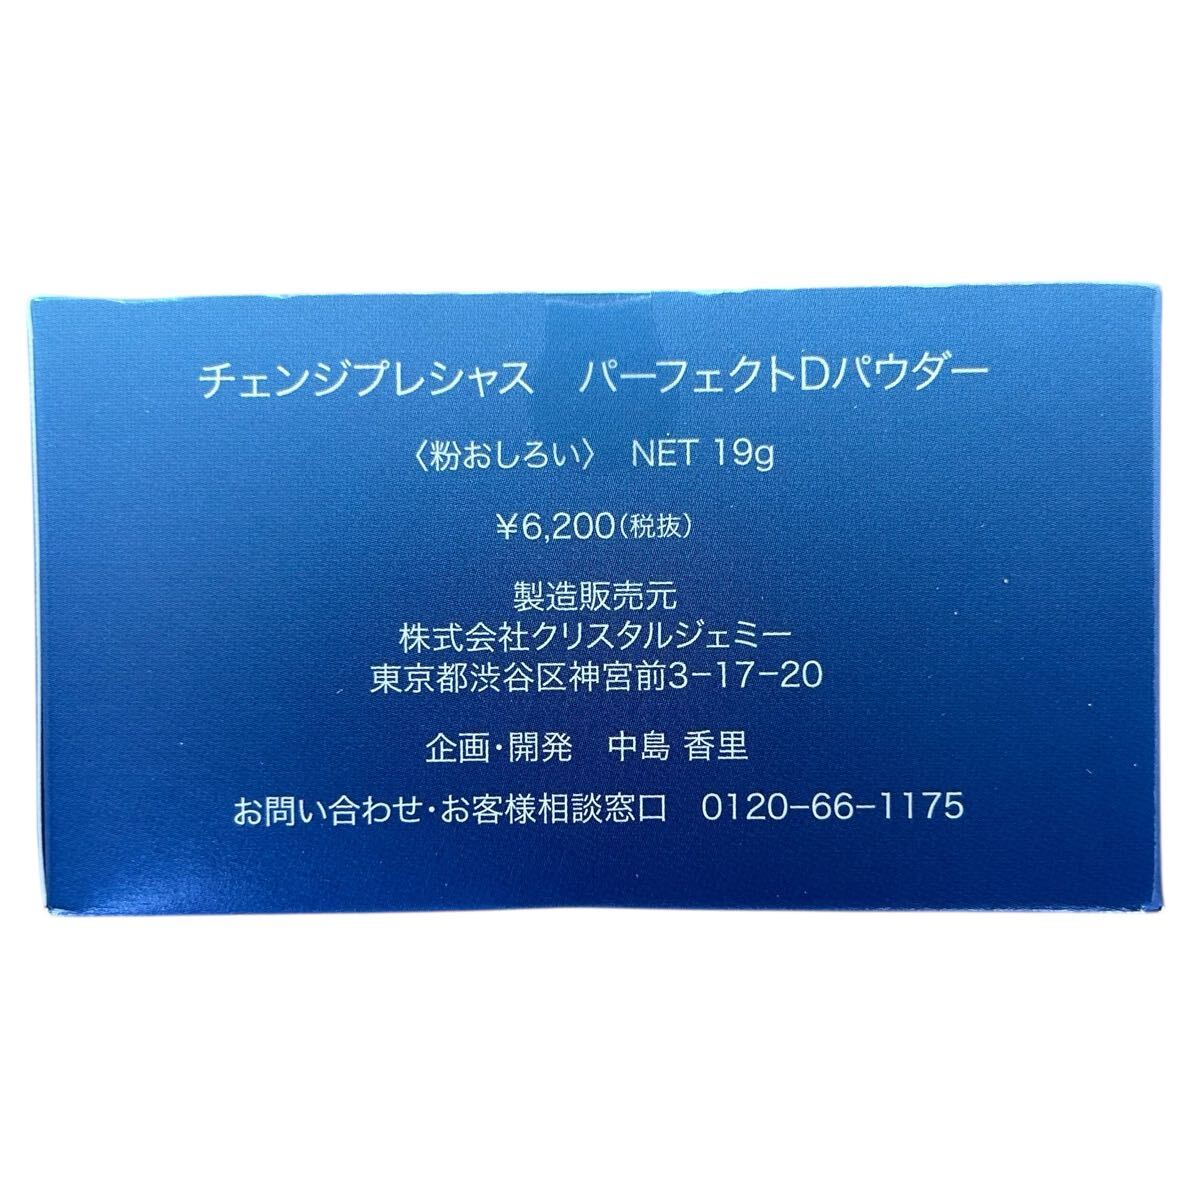 チェンジプレシャス　パーフェクトDパウダー
〈粉おしろい〉　NET 19g
¥6,200(税抜)
製造販売元
株式会社クリスタルジェミー
東京都渋谷区神宮前3−17−20
企画・開発　中島 香里
お問い合わせ・お客様相談窓口　0120−66−1175